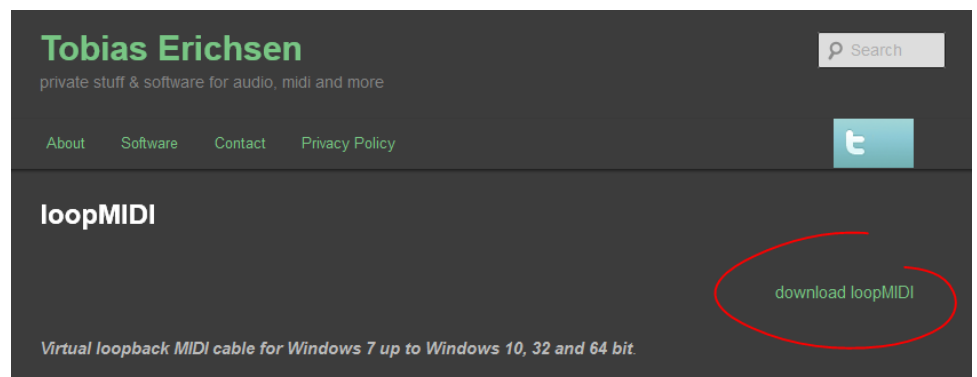 Tobias Erichsen
private stuff & software for audio, midi and more
Search
About Software Contact Privacy Policy
loopMIDI
download loopMIDI
Virtual loopback MIDI cable for Windows 7 up to Windows 10, 32 and 64 bit.